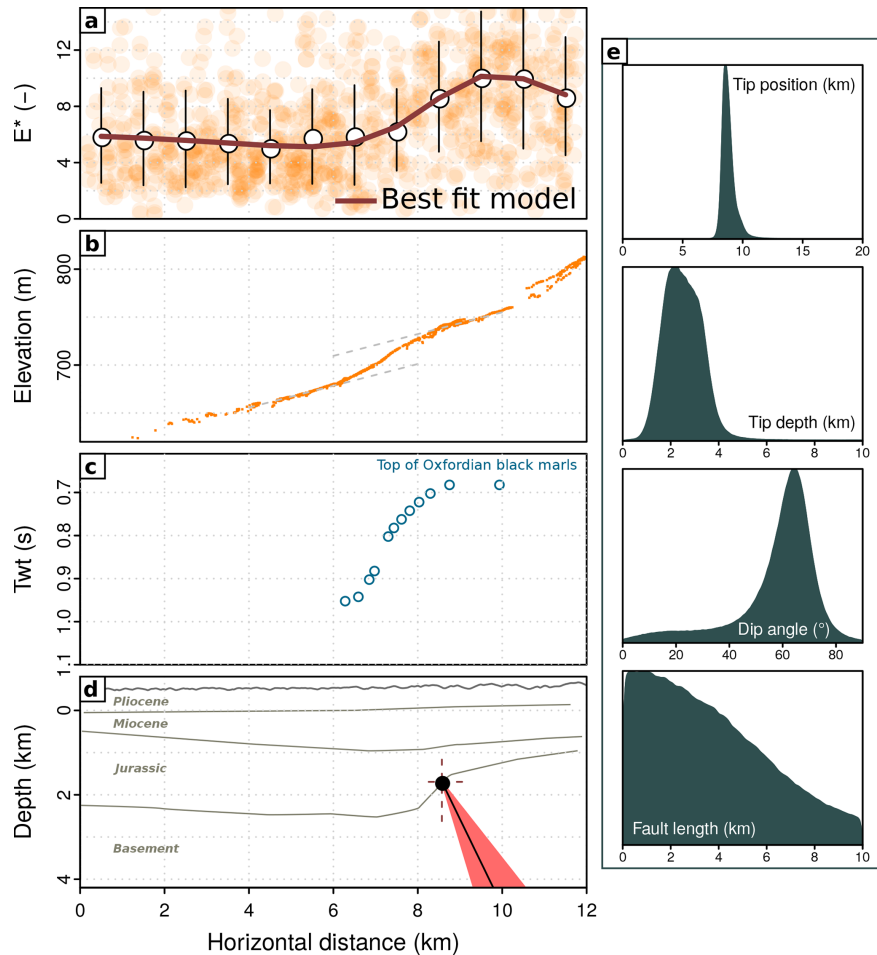 a
E* (−)
12
8
4
0
Best fit model
b
Elevation (m)
800
700
c
Top of Oxfordian black marls
Twt (s)
0.7
0.8
0.9
1.0
1.1
d
Depth (km)
0
2
4
Pliocene
Miocene
Jurassic
Basement
0 2 4 6 8 10 12
Horizontal distance (km)
e
Tip position (km)
0 5 10 15 20
Tip depth (km)
0 2 4 6 8 10
Dip angle (°)
0 20 40 60 80
Fault length (km)
0 2 4 6 8 10